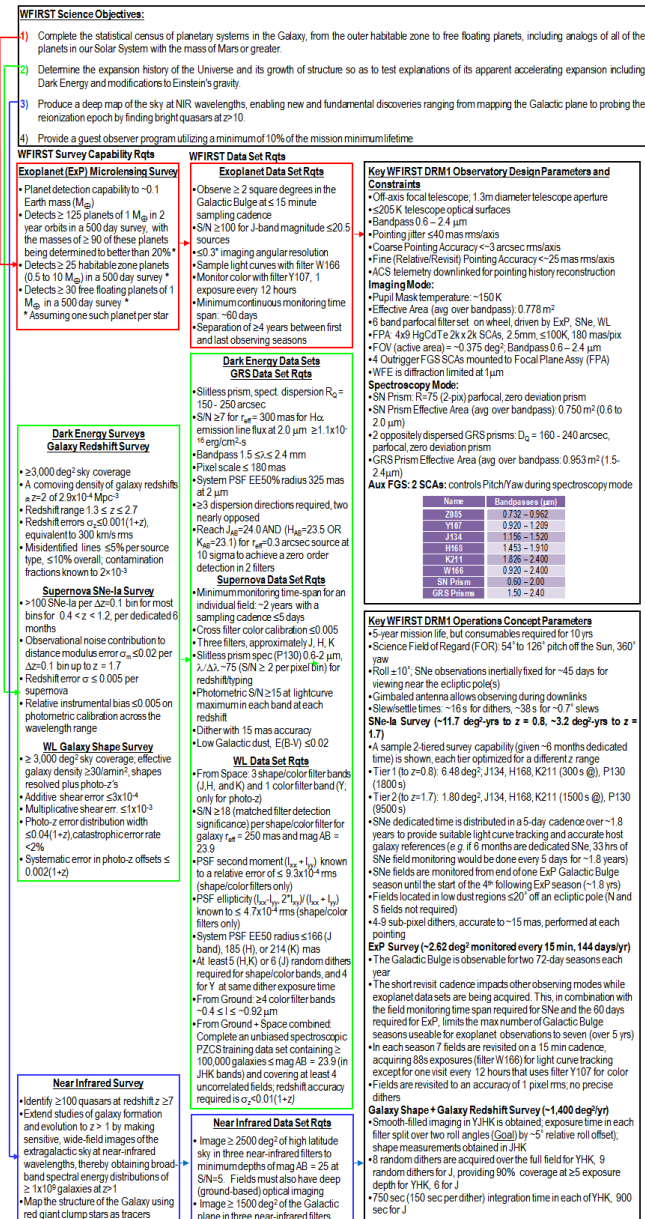 WFIRST Science Objectives:
1) Complete the statistical census of planetary systems in the Galaxy, from the outer habitable zone to free floating planets, including analogs of all of the
planets in our Solar System with the mass of Mars or greater.
2) Determine the expansion history of the Universe and its growth of structure so as to test explanations of its apparent accelerating expansion including
Dark Energy and modifications to Einstein's gravity.
3) Produce a deep map of the sky at NIR wavelengths, enabling new and fundamental discoveries ranging from mapping the Galactic plane to probing the
reionization epoch by finding bright quasars at z>10.
4) Provide a guest observer program utilizing a minimum of 10% of the mission minimum lifetime
WFIRST Survey Capability Rqts
Exoplanet (ExP) Microlensing Survey
•Planet detection capability to ~0.1
Earth mass (M⊕)
•Detects ≥ 125 planets of 1 M⊕ in 2
year orbits in a 500 day survey, with
the masses of ≥ 90 of these planets
being determined to better than 20% *
•Detects ≥ 25 habitable zone planets
(0.5 to 10 M⊕) in a 500 day survey *
•Detects ≥ 30 free floating planets of 1
M⊕ in a 500 day survey *
* Assuming one such planet per star
Dark Energy Surveys
Galaxy Redshift Survey
•≥3,000 deg² sky coverage
•A comoving density of galaxy redshifts
at z=2 of 2.9x10-4 Mpc-3
•Redshift range 1.3 ≤ z ≤ 2.7
•Redshift errors σz≤0.001(1+z),
equivalent to 300 km/s rms
•Misidentified lines ≤5% per source
type, ≤10% overall; contamination
fractions known to 2×10-3
Supernova SNe-Ia Survey
•>100 SNe-Ia per Δz=0.1 bin for most
bins for 0.4 < z < 1.2, per dedicated 6
months
•Observational noise contribution to
distance modulus error σm ≤0.02 per
Δz=0.1 bin up to z = 1.7
•Redshift error σ ≤ 0.005 per
supernova
•Relative instrumental bias ≤0.005 on
photometric calibration across the
wavelength range
WL Galaxy Shape Survey
•≥ 3,000 deg² sky coverage; effective
galaxy density ≥30/amin², shapes
resolved plus photo-z's
•Additive shear error ≤3x10-4
•Multiplicative shear err. ≤1x10-3
•Photo-z error distribution width
≤0.04(1+z), catastrophic error rate
<2%
•Systematic error in photo-z offsets ≤
0.002(1+z)
Near Infrared Survey
•Identify ≥100 quasars at redshift z ≥7
•Extend studies of galaxy formation
and evolution to z > 1 by making
sensitive, wide-field images of the
extragalactic sky at near-infrared
wavelengths, thereby obtaining broad-
band spectral energy distributions of
≥ 1x10⁹ galaxies at z>1
•Map the structure of the Galaxy using
red giant clump stars as tracers
WFIRST Data Set Rqts
Exoplanet Data Set Rqts
•Observe ≥ 2 square degrees in the
Galactic Bulge at ≤ 15 minute
sampling cadence
•S/N ≥100 for J-band magnitude ≤20.5
sources
•≤0.3" imaging angular resolution
•Sample light curves with filter W166
•Monitor color with filter Y107, 1
exposure every 12 hours
•Minimum continuous monitoring time
span: ~60 days
•Separation of ≥4 years between first
and last observing seasons
Dark Energy Data Sets
GRS Data Set Rqts
•Slitless prism, spect. dispersion RΘ =
150 - 250 arcsec
•S/N ≥7 for reff = 300 mas for Hα
emission line flux at 2.0 μm ≥1.1x10-
16 erg/cm²-s
•Bandpass 1.5 ≤λ≤ 2.4 mm
•Pixel scale ≤ 180 mas
•System PSF EE50% radius 325 mas
at 2 μm
•≥3 dispersion directions required, two
nearly opposed
•Reach JAB=24.0 AND (HAB=23.5 OR
KAB=23.1) for reff=0.3 arcsec source at
10 sigma to achieve a zero order
detection in 2 filters
Supernova Data Set Rqts
•Minimum monitoring time-span for an
individual field: ~2 years with a
sampling cadence ≤5 days
•Cross filter color calibration ≤0.005
•Three filters, approximately J, H, K
•Slitless prism spec (P130) 0.6-2 μm,
λ/Δλ ~75 (S/N ≥ 2 per pixel bin) for
redshift/typing
•Photometric S/N ≥15 at lightcurve
maximum in each band at each
redshift
•Dither with 15 mas accuracy
•Low Galactic dust, E(B-V) ≤0.02
WL Data Set Rqts
•From Space: 3 shape/color filter bands
(J,H, and K) and 1 color filter band (Y;
only for photo-z)
•S/N ≥18 (matched filter detection
significance) per shape/color filter for
galaxy reff = 250 mas and mag AB =
23.9
•PSF second moment (Ixx + Iyy) known
to a relative error of ≤ 9.3x10-4 rms
(shape/color filters only)
•PSF ellipticity (Ixx-Iyy, 2*Ixy)/(Ixx + Iyy)
known to ≤ 4.7x10-4 rms (shape/color
filters only)
•System PSF EE50 radius ≤166 (J
band), 185 (H), or 214 (K) mas
•At least 5 (H,K) or 6 (J) random dithers
required for shape/color bands, and 4
for Y at same dither exposure time
•From Ground: ≥4 color filter bands
~0.4 ≤ l ≤ ~0.92 μm
•From Ground + Space combined:
Complete an unbiased spectroscopic
PZCS training data set containing ≥
100,000 galaxies ≤ mag AB = 23.9 (in
JHK bands) and covering at least 4
uncorrelated fields; redshift accuracy
required is σz<0.01(1+z)
Near Infrared Data Set Rqts
• Image ≥ 2500 deg² of high latitude
sky in three near-infrared filters to
minimum depths of mag AB = 25 at
S/N=5. Fields must also have deep
(ground-based) optical imaging
• Image ≥ 1500 deg² of the Galactic
plane in three near-infrared filters
Key WFIRST DRM1 Observatory Design Parameters and
Constraints
•Off-axis focal telescope; 1.3m diameter telescope aperture
•≤205 K telescope optical surfaces
•Bandpass 0.6 – 2.4 μm
•Pointing jitter ≤40 mas rms/axis
•Coarse Pointing Accuracy <~3 arcsec rms/axis
•Fine (Relative/Revisit) Pointing Accuracy <~25 mas rms/axis
•ACS telemetry downlinked for pointing history reconstruction
Imaging Mode:
•Pupil Mask temperature: ~150 K
•Effective Area (avg over bandpass): 0.778 m²
•6 band parfocal filter set on wheel, driven by ExP, SNe, WL
•FPA: 4x9 HgCdTe 2k x 2k SCAs, 2.5mm, ≤100K, 180 mas/pix
•FOV (active area) = ~0.375 deg²; Bandpass 0.6 – 2.4 μm
•4 Outrigger FGS SCAs mounted to Focal Plane Assy (FPA)
•WFE is diffraction limited at 1μm
Spectroscopy Mode:
•SN Prism: R=75 (2-pix) parfocal, zero deviation prism
•SN Prism Effective Area (avg over bandpass): 0.750 m² (0.6 to
2.0 μm)
•2 oppositely dispersed GRS prisms: DΘ = 160 - 240 arcsec,
parfocal, zero deviation prism
•GRS Prism Effective Area (avg over bandpass: 0.953 m² (1.5-
2.4μm)
Aux FGS: 2 SCAs: controls Pitch/Yaw during spectroscopy mode
Name Bandpasses (μm)
Z085 0.732 – 0.962
Y107 0.920 – 1.209
J134 1.156 – 1.520
H168 1.453 – 1.910
K211 1.826 – 2.400
W166 0.920 – 2.400
SN Prism 0.60 – 2.00
GRS Prisms 1.50 – 2.40
Key WFIRST DRM1 Operations Concept Parameters
•5-year mission life, but consumables required for 10 yrs
•Science Field of Regard (FOR): 54˚ to 126˚ pitch off the Sun, 360˚
yaw
•Roll ±10˚; SNe observations inertially fixed for ~45 days for
viewing near the ecliptic pole(s)
•Gimbaled antenna allows observing during downlinks
•Slew/settle times: ~16 s for dithers, ~38 s for ~0.7˚ slews
SNe-Ia Survey (~11.7 deg²-yrs to z = 0.8, ~3.2 deg²-yrs to z =
1.7)
•A sample 2-tiered survey capability (given ~6 months dedicated
time) is shown, each tier optimized for a different z range
•Tier 1 (to z=0.8): 6.48 deg², J134, H168, K211 (300 s @), P130
(1800 s)
•Tier 2 (to z=1.7): 1.80 deg², J134, H168, K211 (1500 s @), P130
(9500 s)
•SNe dedicated time is distributed in a 5-day cadence over ~1.8
years to provide suitable light curve tracking and accurate host
galaxy references (e.g. if 6 months are dedicated SNe, 33 hrs of
SNe field monitoring would be done every 5 days for ~1.8 years)
•SNe fields are monitored from end of one ExP Galactic Bulge
season until the start of the 4th following ExP season (~1.8 yrs)
•Fields located in low dust regions ≤20˚ off an ecliptic pole (N and
S fields not required)
•4-9 sub-pixel dithers, accurate to ~15 mas, performed at each
pointing
ExP Survey (~2.62 deg² monitored every 15 min, 144 days/yr)
•The Galactic Bulge is observable for two 72-day seasons each
year
•The short revisit cadence impacts other observing modes while
exoplanet data sets are being acquired. This, in combination with
the field monitoring time span required for SNe and the 60 days
required for ExP, limits the max number of Galactic Bulge
seasons useable for exoplanet observations to seven (over 5 yrs)
•In each season 7 fields are revisited on a 15 min cadence,
acquiring 88s exposures (filter W166) for light curve tracking
except for one visit every 12 hours that uses filter Y107 for color
•Fields are revisited to an accuracy of 1 pixel rms; no precise
dithers
Galaxy Shape + Galaxy Redshift Survey (~1,400 deg²/yr)
•Smooth-filled imaging in YJHK is obtained; exposure time in each
filter split over two roll angles (Goal) by ~5˚ relative roll offset);
shape measurements obtained in JHK
•8 random dithers are acquired over the full field for YHK, 9
random dithers for J, providing 90% coverage at ≥5 exposure
depth for YHK, 6 for J
•750 sec (150 sec per dither) integration time in each of YHK, 900
sec for J